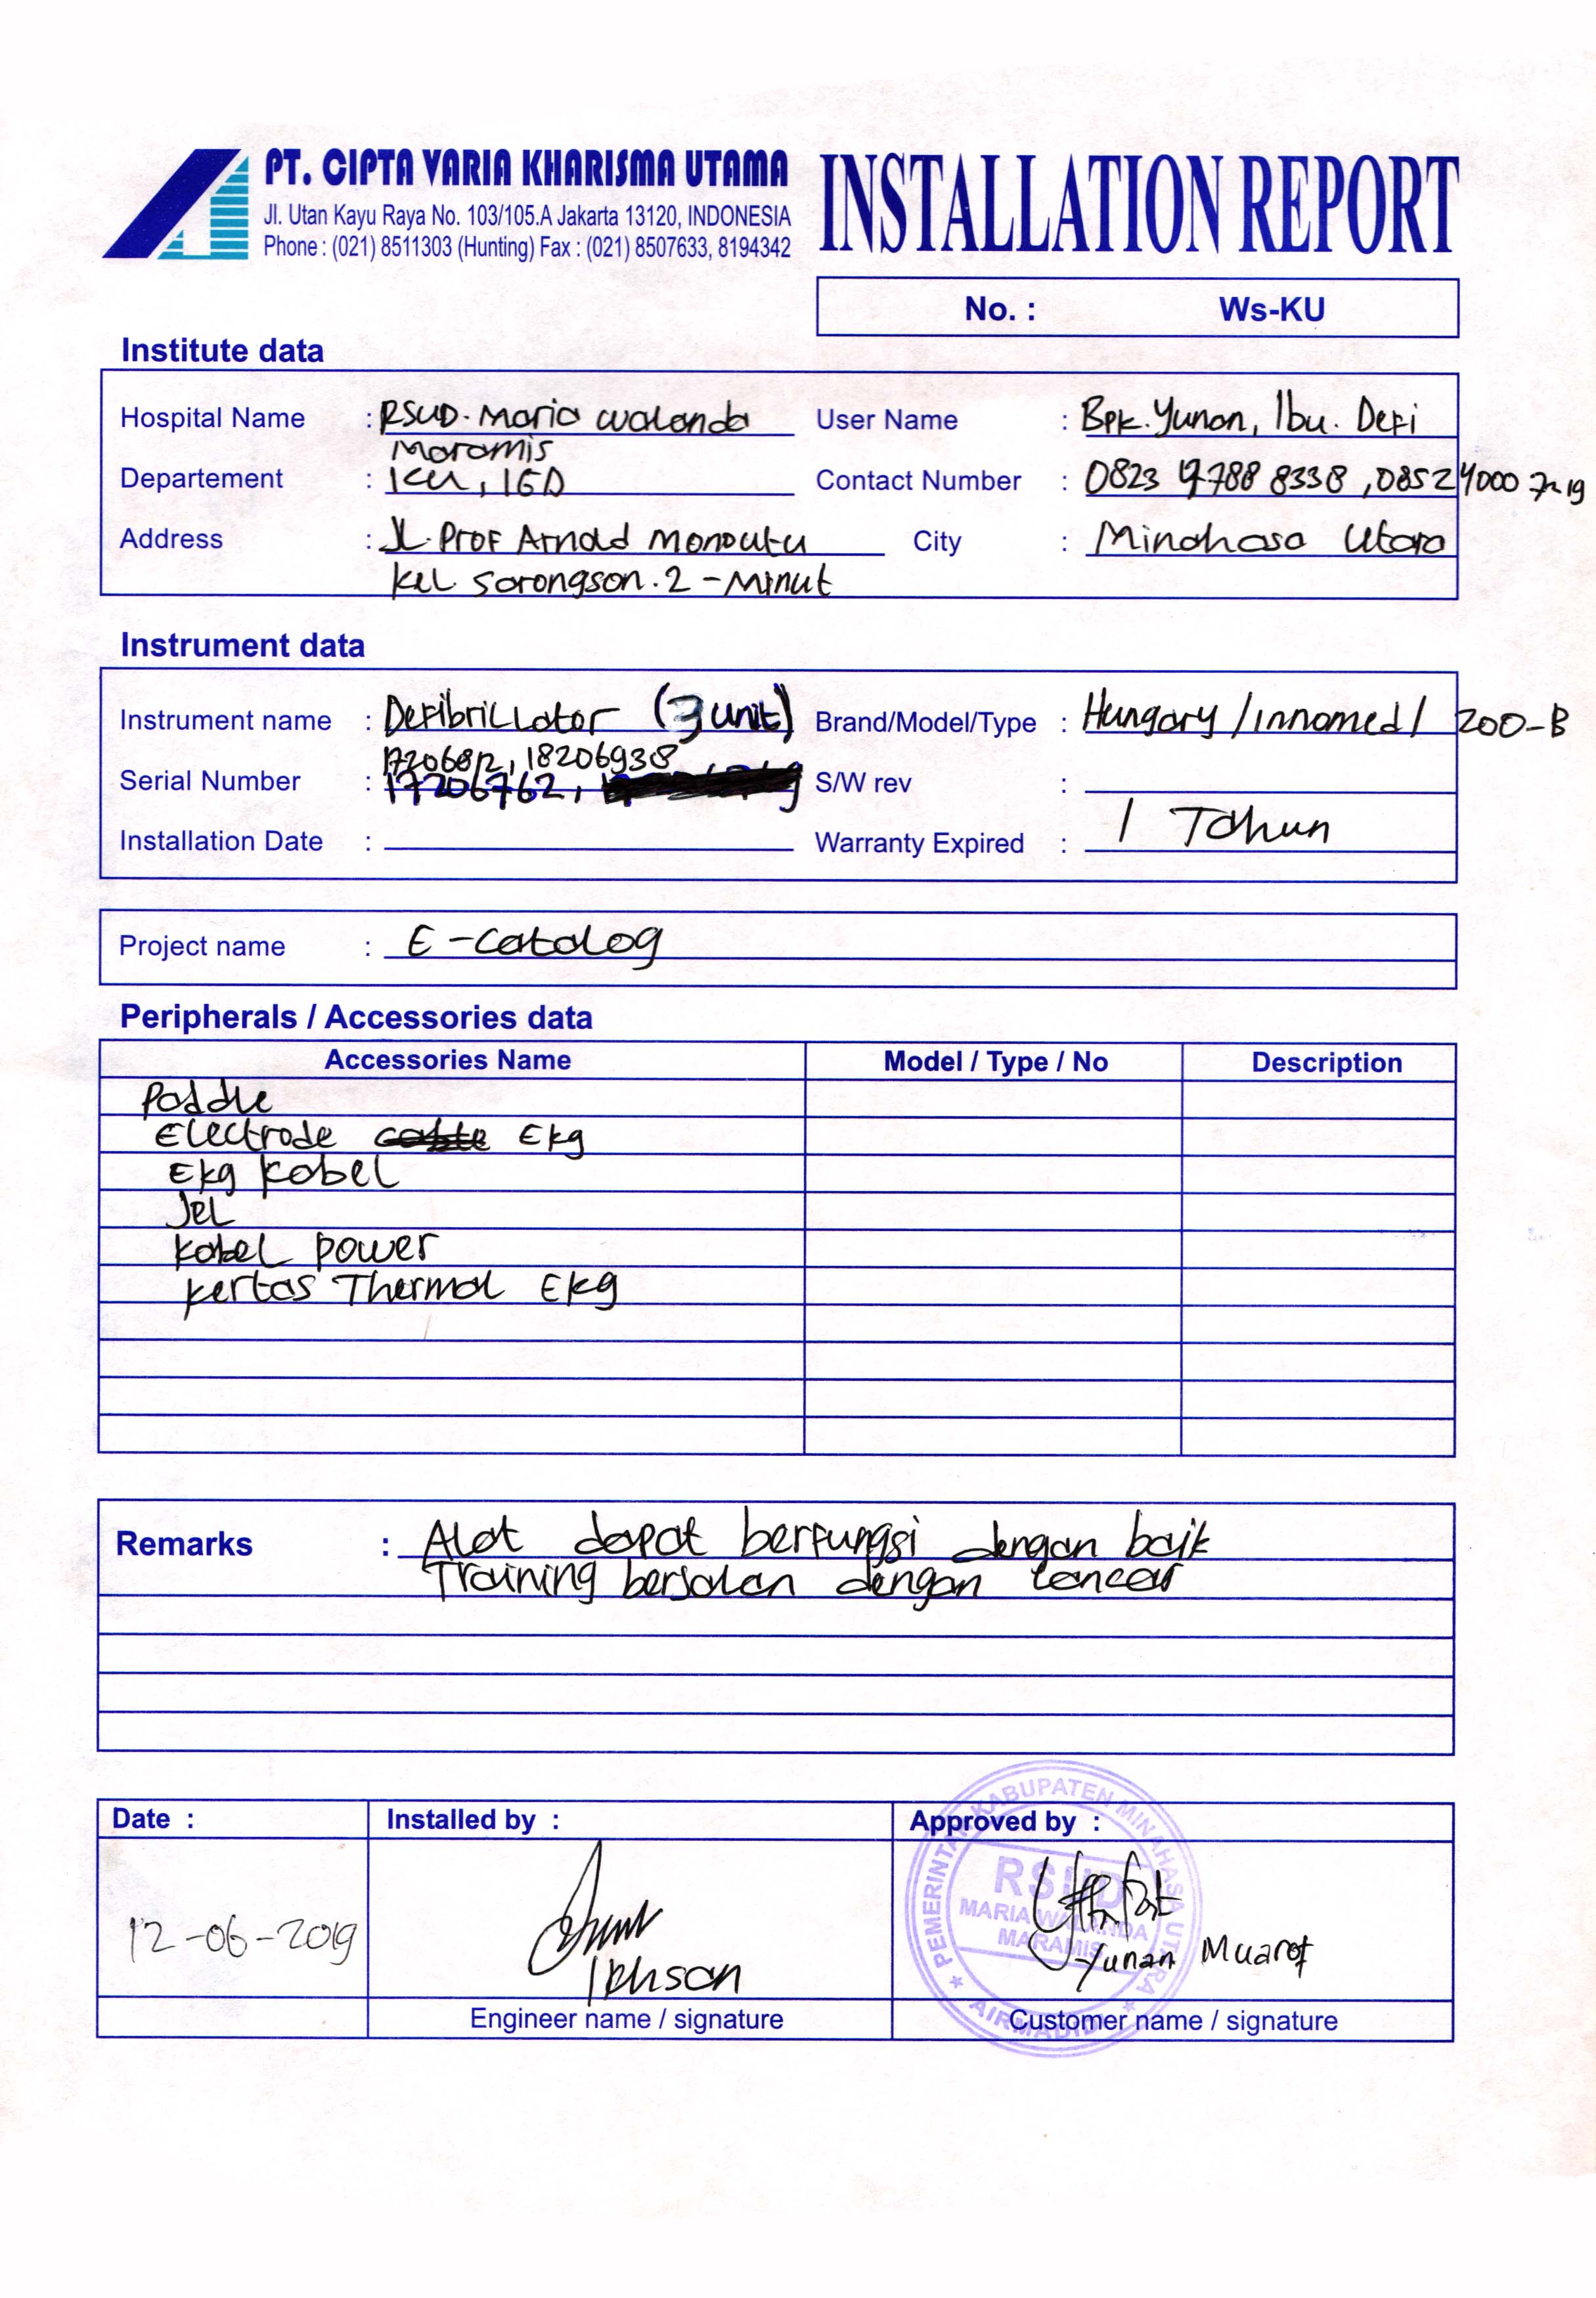 PT. CIPTA VARIA KHARISMA UTAMA
Jl. Utan Kayu Raya No. 103/105.A Jakarta 13120, INDONESIA
Phone : (021) 8511303 (Hunting) Fax : (021) 8507633, 8194342
INSTALLATION REPORT
No. : Ws-KU
Institute data
Hospital Name : RSUD. Maria Walanda
Maramis
User Name : Bpk. Yunan, Ibu. Defi
Departement : ICU, IGD
Contact Number : 0823 4788 8338 , 0852 4000
Address : JL. Prof Arnold Monoutu
Kel. Sarongsong. 2 - Minut
City : Minahasa Utara
Instrument data
Instrument name : Defibrillator (3 unit)
Brand/Model/Type : Hungary / innomed / 200-B
18206938
Serial Number : 17206762,
S/W rev :
Installation Date :
Warranty Expired : 1 Tahun
Project name : E-catalog
Peripherals / Accessories data
Accessories Name Model / Type / No Description
Paddle
Electrode Ekg
Ekg Kabel
Jel
Kabel power
Kertas Thermal Ekg
Remarks : Alat dapat berfungsi dengan baik
Training berjalan dengan lancar
Date : Installed by : Approved by :
12-06-2019
Ikhsan
Yunan Muarof
Engineer name / signature
Customer name / signature
PEMERINTAH KABUPATEN MINAHASA UTARA
RSUD
MARIA WALANDA
MARAMIS
AIRMADIDI